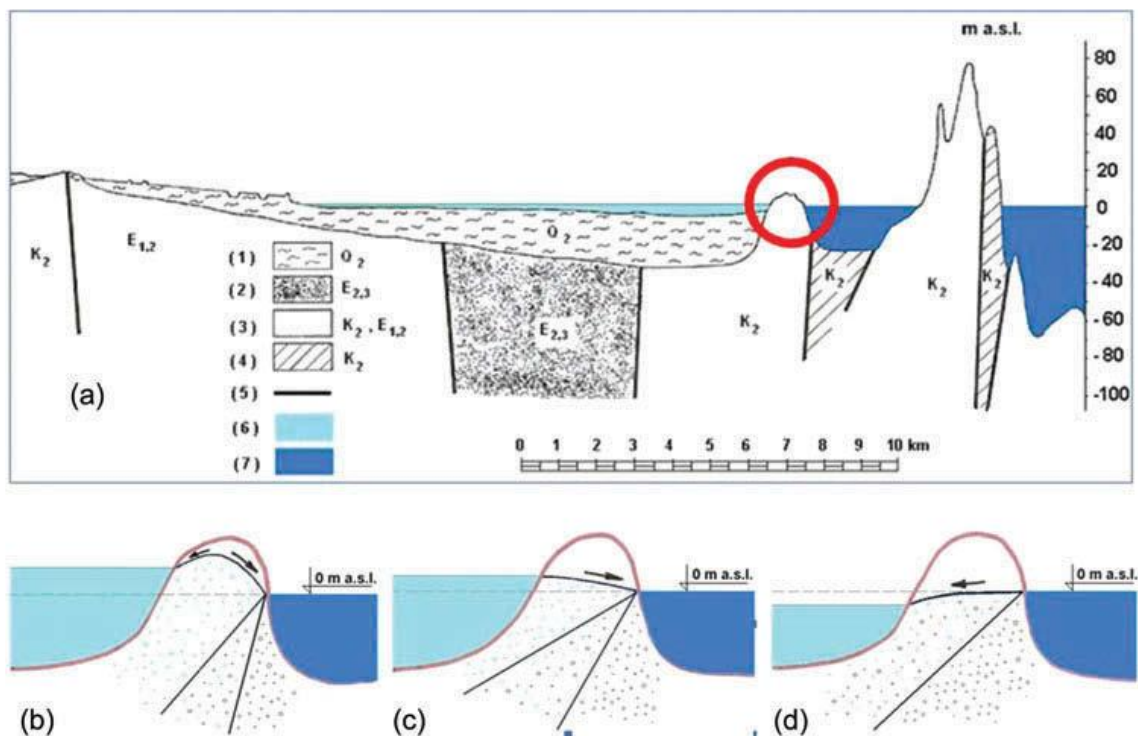 m a.s.l.
80
60
40
20
0
-20
-40
-60
-80
-100
K2
E1,2
Q2
K2
K2
K2
K2
E2,3
(1) Q2
(2) E2,3
(3) K2 , E1,2
(4) K2
(5)
(6)
(7)
(a)
0 1 2 3 4 5 6 7 8 9 10 km
0 m a.s.l.
0 m a.s.l.
0 m a.s.l.
(b)
(c)
(d)